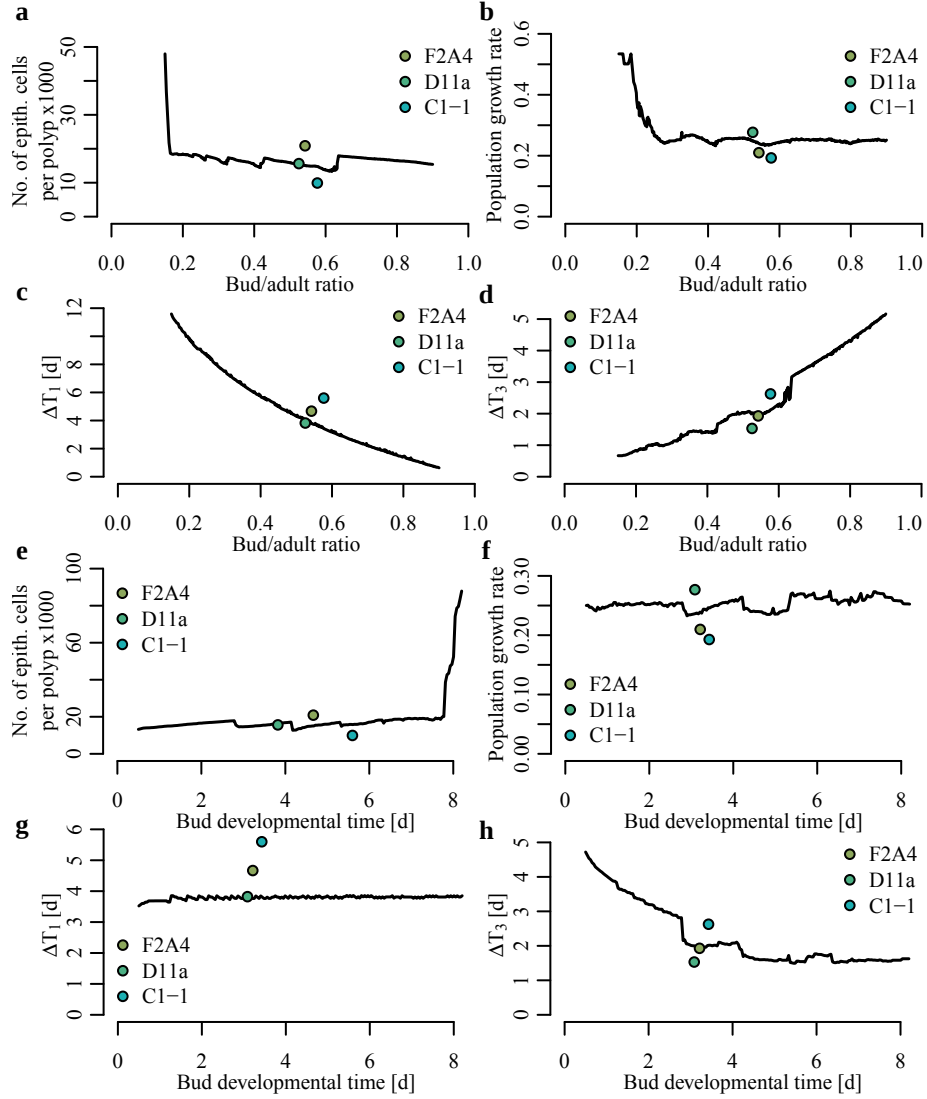 a
No. of epith. cells
per polyp x1000
0 10 30 50
F2A4
D11a
C1−1
0.0 0.2 0.4 0.6 0.8 1.0
Bud/adult ratio
b
Population growth rate
0.0 0.2 0.4 0.6
F2A4
D11a
C1−1
0.0 0.2 0.4 0.6 0.8 1.0
Bud/adult ratio
c
ΔT1 [d]
0 2 4 6 8 12
F2A4
D11a
C1−1
0.0 0.2 0.4 0.6 0.8 1.0
Bud/adult ratio
d
ΔT3 [d]
0 1 2 3 4 5
F2A4
D11a
C1−1
0.0 0.2 0.4 0.6 0.8 1.0
Bud/adult ratio
e
No. of epith. cells
per polyp x1000
0 20 60 100
F2A4
D11a
C1−1
0 2 4 6 8
Bud developmental time [d]
f
Population growth rate
0.00 0.10 0.20 0.30
F2A4
D11a
C1−1
0 2 4 6 8
Bud developmental time [d]
g
ΔT1 [d]
0 1 2 3 4 5 6
F2A4
D11a
C1−1
0 2 4 6 8
Bud developmental time [d]
h
ΔT3 [d]
0 1 2 3 4 5
F2A4
D11a
C1−1
0 2 4 6 8
Bud developmental time [d]